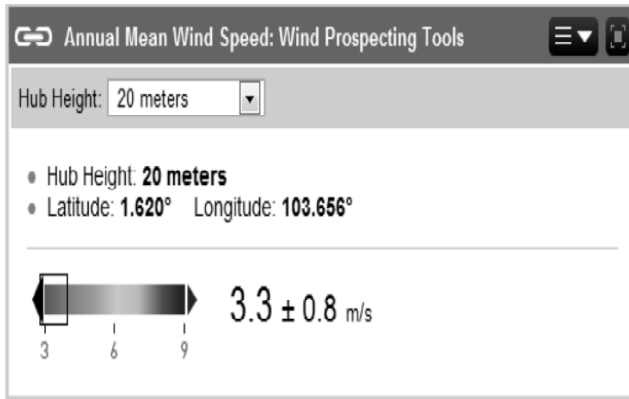 Annual Mean Wind Speed: Wind Prospecting Tools
Hub Height: 20 meters
Hub Height: 20 meters
Latitude: 1.620° Longitude: 103.656°
3.3 ± 0.8 m/s
3 6 9